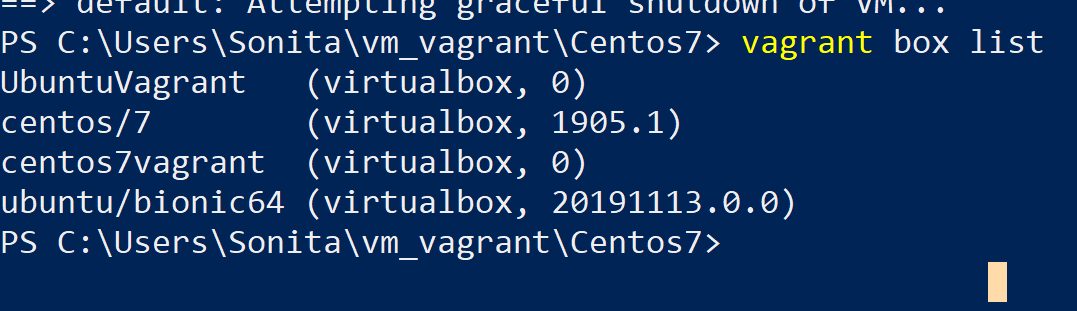 ==> default: Attempting graceful shutdown of VM...
PS C:\Users\Sonita\vm_vagrant\Centos7> vagrant box list
UbuntuVagrant   (virtualbox, 0)
centos/7        (virtualbox, 1905.1)
centos7vagrant  (virtualbox, 0)
ubuntu/bionic64 (virtualbox, 20191113.0.0)
PS C:\Users\Sonita\vm_vagrant\Centos7>